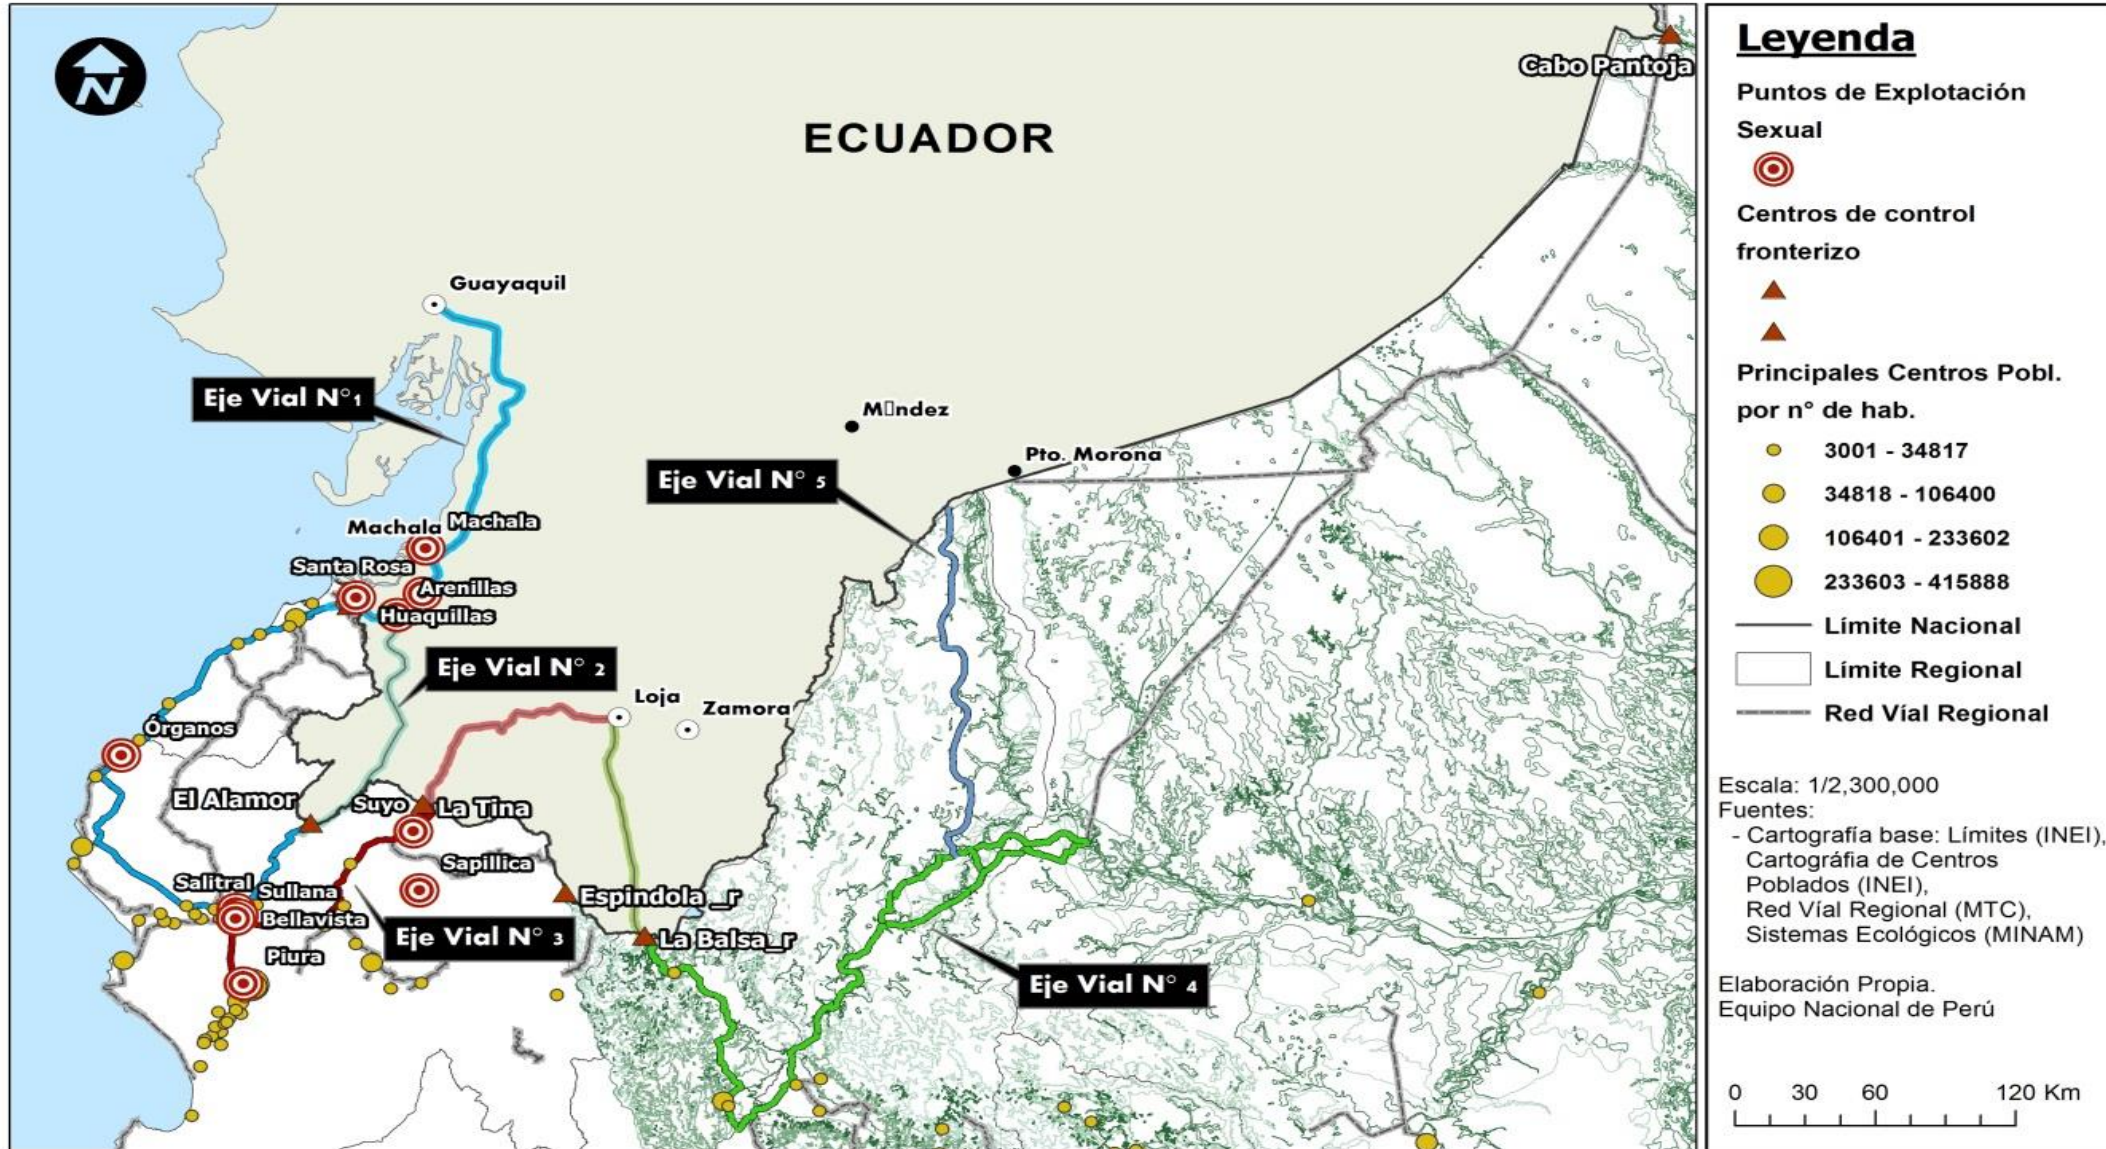 ECUADOR
Cabo Pantoja
Guayaquil
Eje Vial N° 1
M▯ndez
Pto. Morona
Eje Vial N° 5
Machala
Machala
Santa Rosa
Arenillas
Huaquillas
Eje Vial N° 2
Loja
Zamora
Órganos
El Alamor
Suyo
La Tina
Sapillica
Salitral
Sullana
Bellavista
Espindola _r
Eje Vial N° 3
La Balsa_r
Piura
Eje Vial N° 4
N
Leyenda
Puntos de Explotación
Sexual
Centros de control
fronterizo
Principales Centros Pobl.
por n° de hab.
3001 - 34817
34818 - 106400
106401 - 233602
233603 - 415888
Límite Nacional
Límite Regional
Red Víal Regional
Escala: 1/2,300,000
Fuentes:
- Cartografía base: Límites (INEI),
Cartográfia de Centros
Poblados (INEI),
Red Víal Regional (MTC),
Sistemas Ecológicos (MINAM)
Elaboración Propia.
Equipo Nacional de Perú
0 30 60 120 Km